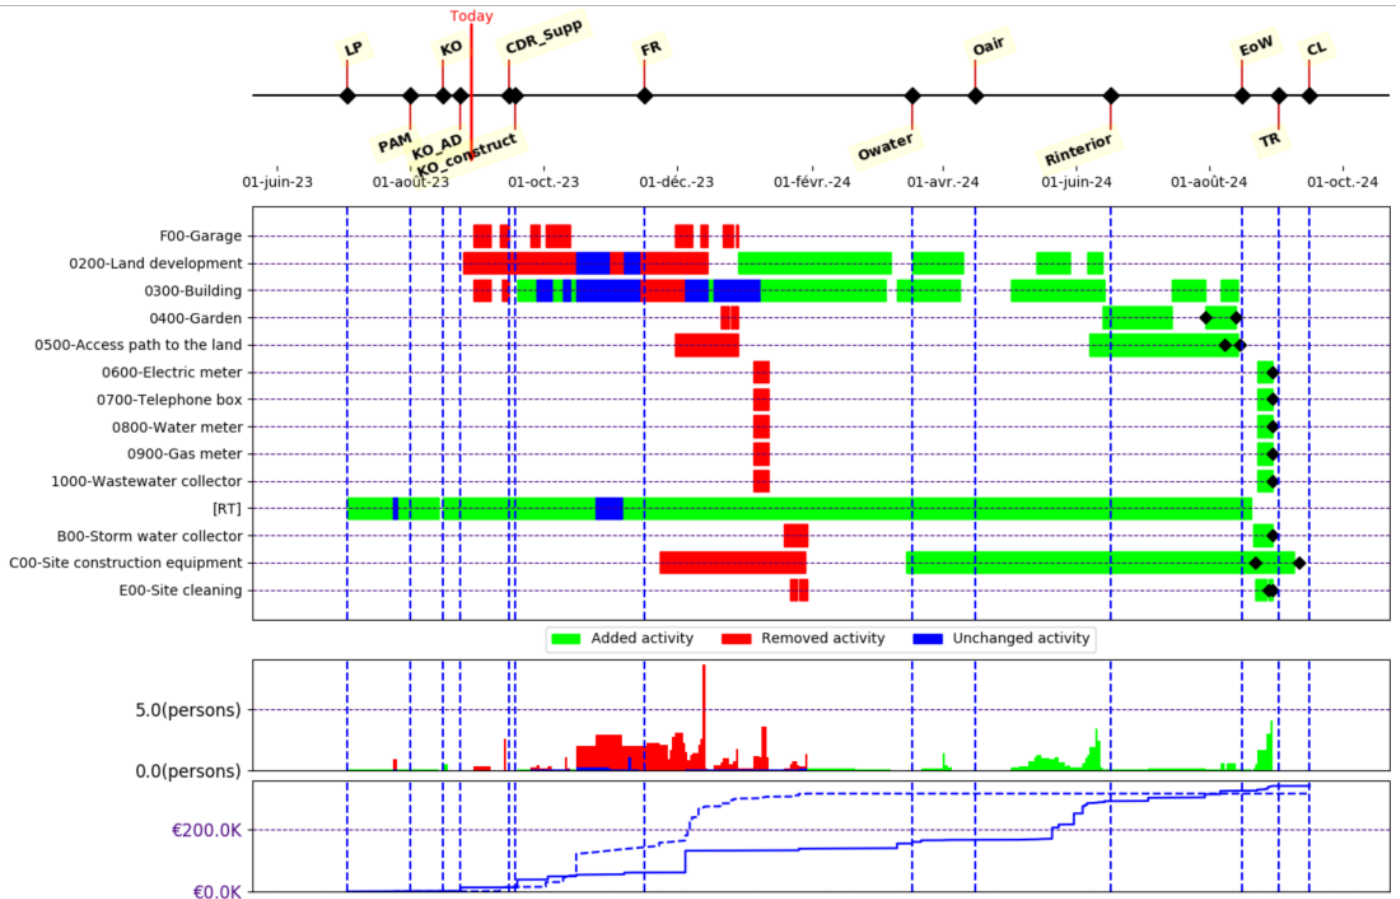 Today
LP
KO
CDR_Supp
FR
Oair
EoW
CL
PAM
KO_AD
KO_construct
Owater
Rinterior
TR
01-juin-23
01-août-23
01-oct.-23
01-déc.-23
01-févr.-24
01-avr.-24
01-juin-24
01-août-24
01-oct.-24
F00-Garage
0200-Land development
0300-Building
0400-Garden
0500-Access path to the land
0600-Electric meter
0700-Telephone box
0800-Water meter
0900-Gas meter
1000-Wastewater collector
[RT]
B00-Storm water collector
C00-Site construction equipment
E00-Site cleaning
Added activity
Removed activity
Unchanged activity
5.0(persons)
0.0(persons)
€200.0K
€0.0K